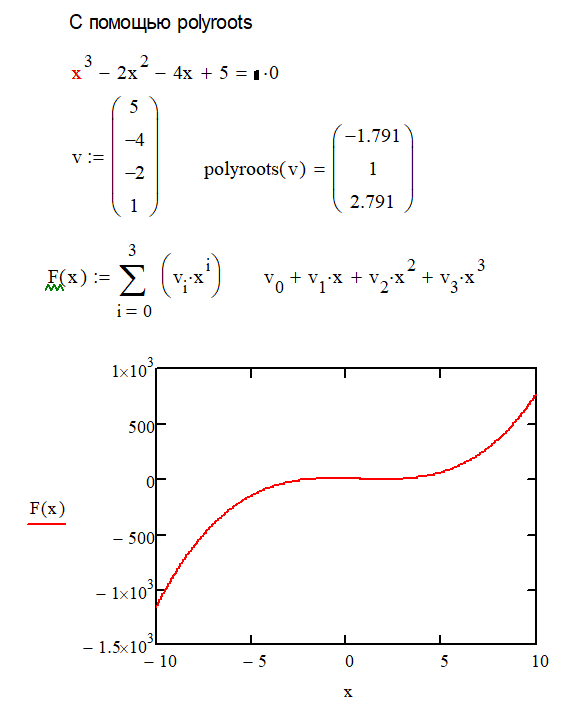 С помощью polyroots
x³ − 2x² − 4x + 5 = ▮·0
v := ( 5 −4 −2 1 ) polyroots(v) = ( −1.791 1 2.791 )
F(x) := ∑ i = 0 3 (vᵢ·xⁱ) v₀ + v₁·x + v₂·x² + v₃·x³
1×10³
500
0
F(x)
− 500
− 1×10³
− 1.5×10³
− 10 − 5 0 5 10
x